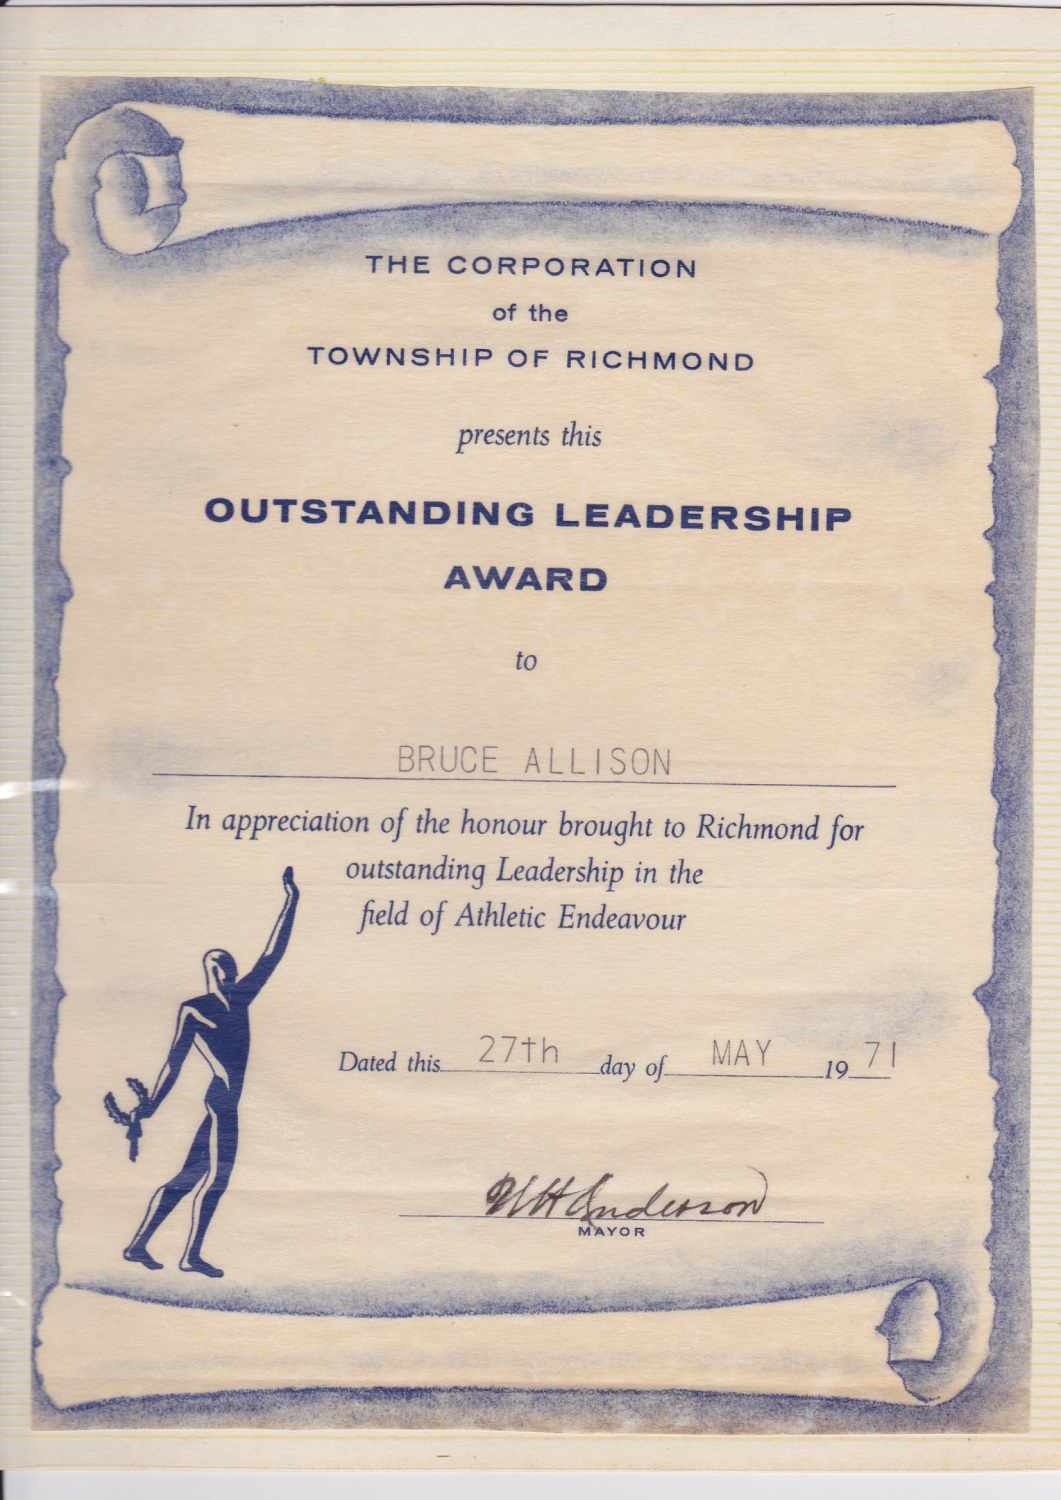 THE CORPORATION
of the
TOWNSHIP OF RICHMOND
presents this
OUTSTANDING LEADERSHIP
AWARD
to
BRUCE ALLISON
In appreciation of the honour brought to Richmond for
outstanding Leadership in the
field of Athletic Endeavour
Dated this 27th day of MAY 1971
WH Anderson
MAYOR